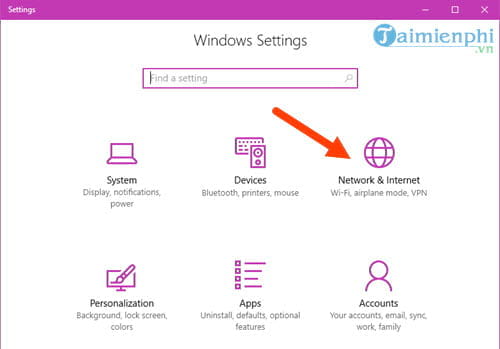 Settings
Windows Settings
Taimienphi
.vn
Find a setting
System
Display, notifications,
power
Devices
Bluetooth, printers, mouse
Network & Internet
Wi-Fi, airplane mode, VPN
Personalization
Background, lock screen,
colors
Apps
Uninstall, defaults, optional
features
Accounts
Your accounts, email, sync,
work, family